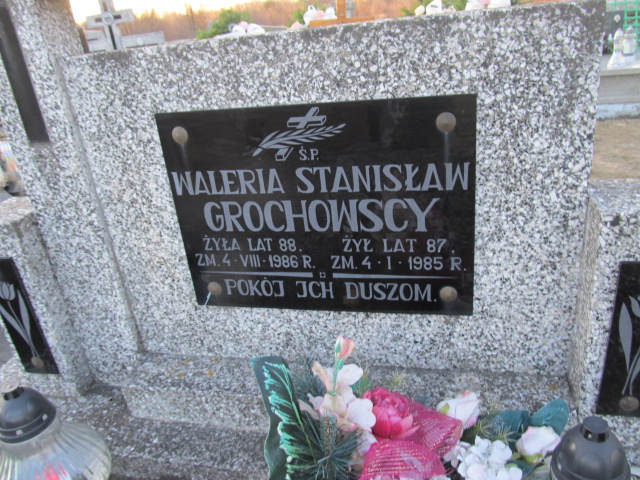 Ś.P.
WALERIA STANISŁAW
GROCHOWSCY
ŻYŁA LAT 88. ŻYŁ LAT 87.
ZM. 4-VIII-1986 R. ZM. 4-I-1985 R.
POKÓJ ICH DUSZOM.